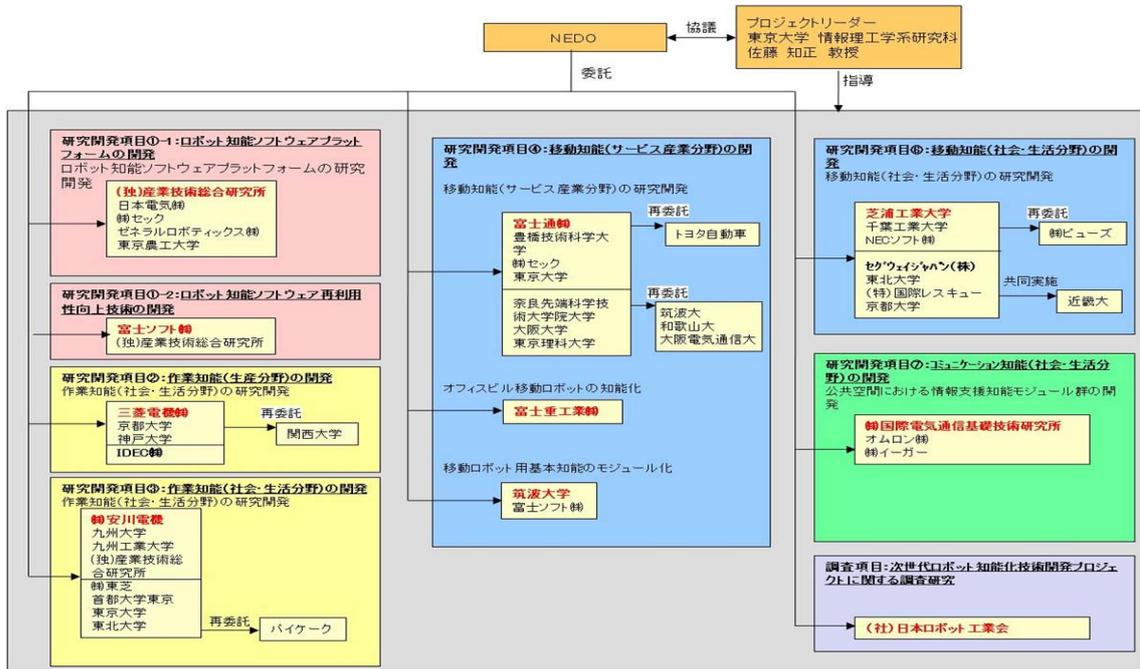 NEDO
協議
プロジェクトリーダー
東京大学 情報理工学系研究科
佐藤 知正 教授
委託
指導
研究開発項目①-1:ロボット知能ソフトウェアプラット
フォームの開発
ロボット知能ソフトウェアプラットフォームの研究
開発
(独)産業技術総合研究所
日本電気㈱
㈱セック
ゼネラルロボティックス㈱
東京農工大学
研究開発項目①-2:ロボット知能ソフトウェア再利用
性向上技術の開発
富士ソフト㈱
(独)産業技術総合研究所
研究開発項目②:作業知能(生産分野)の開発
作業知能(社会・生活分野)の研究開発
三菱電機㈱
京都大学
神戸大学
IDEC㈱
再委託
関西大学
研究開発項目③:作業知能(社会・生活分野)の開発
作業知能(社会・生活分野)の研究開発
㈱安川電機
九州大学
九州工業大学
(独)産業技術総
合研究所
㈱東芝
首都大学東京
東京大学
東北大学
再委託
バイケーク
研究開発項目④:移動知能(サービス産業分野)の開
発
移動知能(サービス産業分野)の研究開発
富士通㈱
豊橋技術科学大
学
㈱セック
東京大学
再委託
トヨタ自動車
奈良先端科学技
術大学院大学
大阪大学
東京理科大学
再委託
筑波大
和歌山大
大阪電気通信大
オフィスビル移動ロボットの知能化
富士重工業㈱
移動ロボット用基本知能のモジュール化
筑波大学
富士ソフト㈱
研究開発項目⑥:移動知能(社会・生活分野)の開
発
移動知能(社会・生活分野)の研究開発
芝浦工業大学
千葉工業大学
NECソフト㈱
再委託
㈱ビューズ
セグウェイジャパン(株)
東北大学
(特)国際レスキュー
京都大学
共同実施
近畿大
研究開発項目⑦:コミュニケーション知能(社会・生活分
野)の開発
公共空間における情報支援知能モジュール群の開
発
㈱国際電気通信基礎技術研究所
オムロン㈱
㈱イーガー
調査項目:次世代ロボット知能化技術開発プロジェ
クトに関する調査研究
(社)日本ロボット工業会